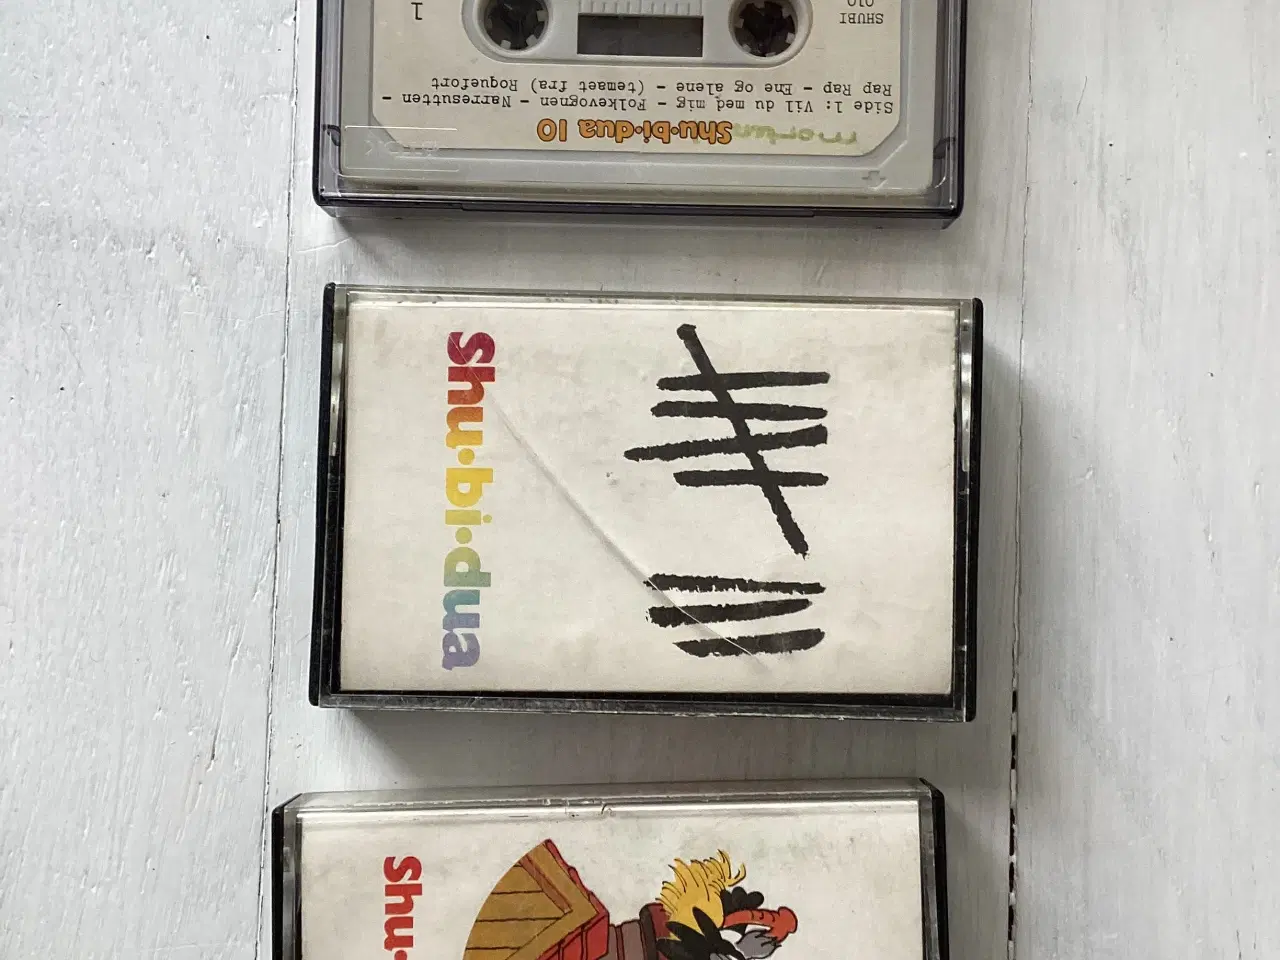 morten Shu·bi·dua 10
Side 1: Vill du med mig - Folkevognen - Narresutten -
Rap Rap - Ene og alene - (temaet fra) Roquefort
SHUBI
010
1
shu·bi·dua
shu·